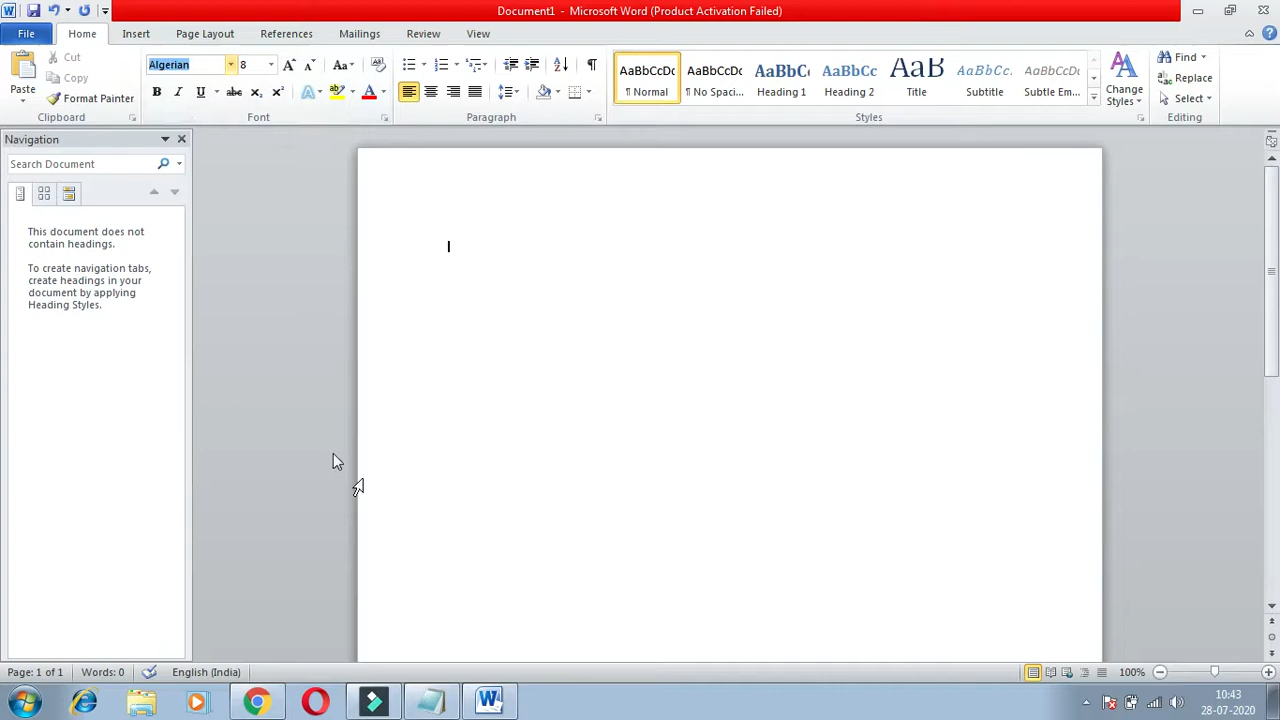 Document1 - Microsoft Word (Product Activation Failed)
File Home Insert Page Layout References Mailings Review View
Cut
Copy
Format Painter
Paste
Clipboard
Algerian 8
Font
Paragraph
AaBbCcDc AaBbCcDc AaBbCc AaBbCc AaB AaBbCc. AaBbCcDc
¶ Normal ¶ No Spaci... Heading 1 Heading 2 Title Subtitle Subtle Em...
Change
Styles
Styles
Find
Replace
Select
Editing
Navigation
Search Document
This document does not
contain headings.
To create navigation tabs,
create headings in your
document by applying
Heading Styles.
Page: 1 of 1 Words: 0 English (India) 100%
10:43
28-07-2020